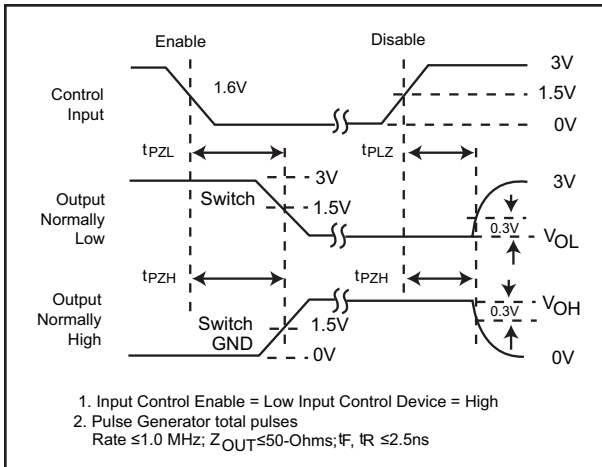 Enable Disable
3V
Control
Input
1.6V
1.5V
0V
tPZL tPLZ
Output
Normally
Low
Switch
3V
1.5V
3V
0.3V
VOL
tPZH tPZH
Output
Normally
High
Switch
GND
1.5V
0V
VOH
0.3V
0V
1. Input Control Enable = Low Input Control Device = High
2. Pulse Generator total pulses
Rate ≤1.0 MHz; ZOUT≤50-Ohms; tF, tR ≤2.5ns